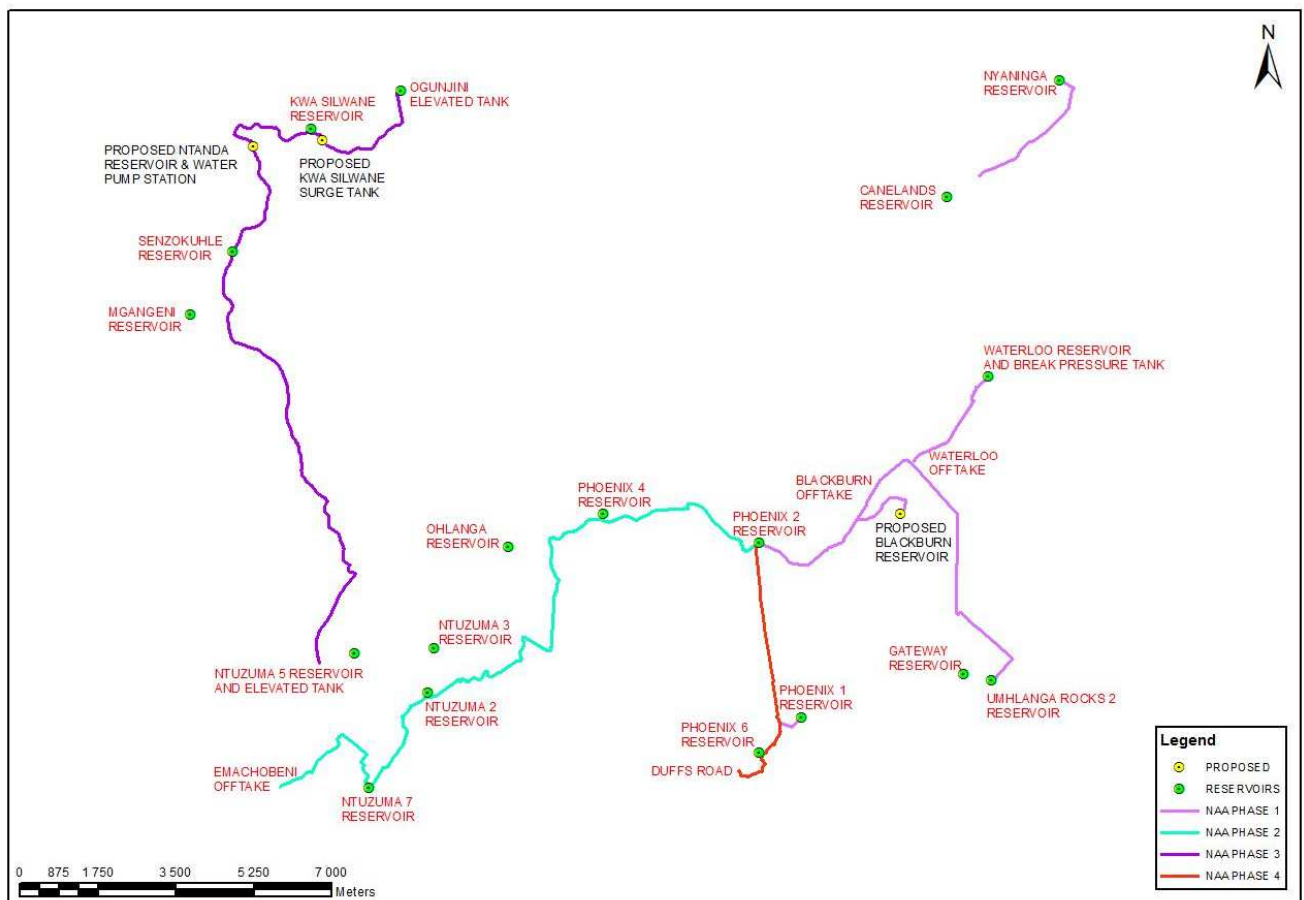 N
NYANINGA
RESERVOIR
OGUNJINI
ELEVATED TANK
KWA SILWANE
RESERVOIR
PROPOSED NTANDA
RESERVOIR & WATER
PUMP STATION
PROPOSED
KWA SILWANE
SURGE TANK
CANELANDS
RESERVOIR
SENZOKUHLE
RESERVOIR
MGANGENI
RESERVOIR
WATERLOO RESERVOIR
AND BREAK PRESSURE TANK
WATERLOO
OFFTAKE
BLACKBURN
OFFTAKE
PHOENIX 4
RESERVOIR
PHOENIX 2
RESERVOIR
PROPOSED
BLACKBURN
RESERVOIR
OHLANGA
RESERVOIR
NTUZUMA 3
RESERVOIR
GATEWAY
RESERVOIR
NTUZUMA 5 RESERVOIR
AND ELEVATED TANK
NTUZUMA 2
RESERVOIR
PHOENIX 1
RESERVOIR
UMHLANGA ROCKS 2
RESERVOIR
PHOENIX 6
RESERVOIR
DUFFS ROAD
EMACHOBENI
OFFTAKE
NTUZUMA 7
RESERVOIR
Legend
PROPOSED
RESERVOIRS
NAA PHASE 1
NAA PHASE 2
NAA PHASE 3
NAA PHASE 4
0 875 1 750 3 500 5 250 7 000
Meters